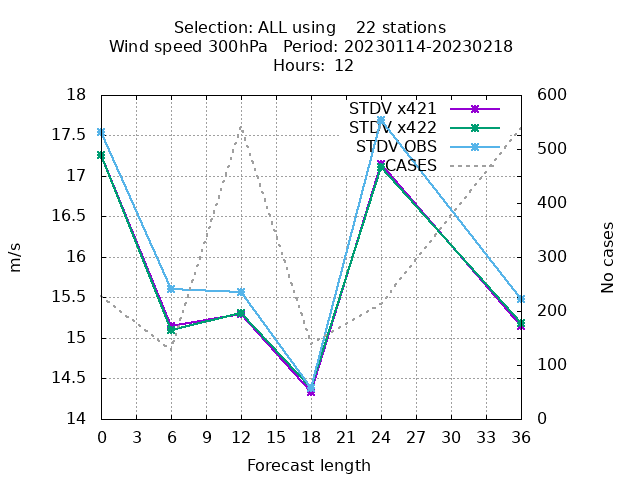 Selection: ALL using    22 stations
Wind speed 300hPa   Period: 20230114-20230218
Hours: 12
STDV x421
STDV x422
STDV OBS
CASES
18
17.5
17
16.5
16
15.5
15
14.5
14
600
500
400
300
200
100
0
m/s
No cases
0 3 6 9 12 15 18 21 24 27 30 33 36
Forecast length